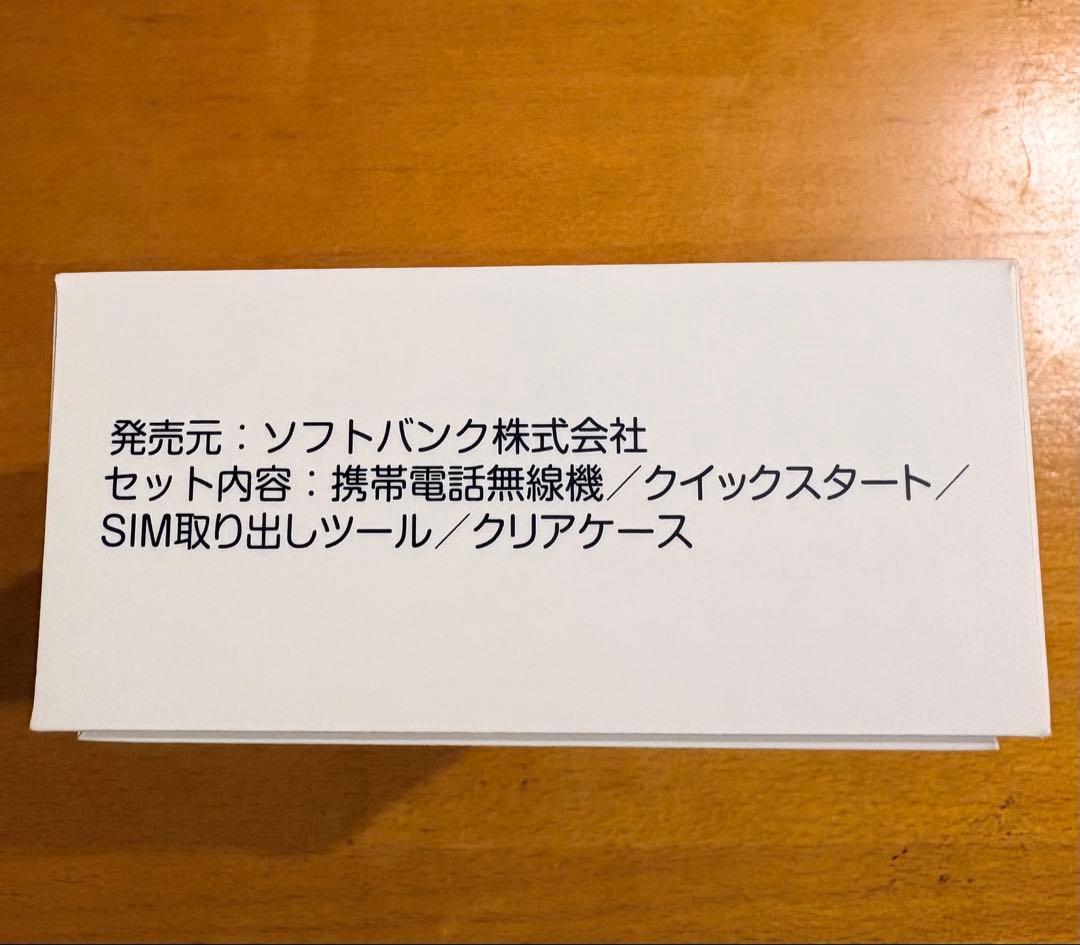 発売元：ソフトバンク株式会社
セット内容：携帯電話無線機／クイックスタート／
SIM取り出しツール／クリアケース